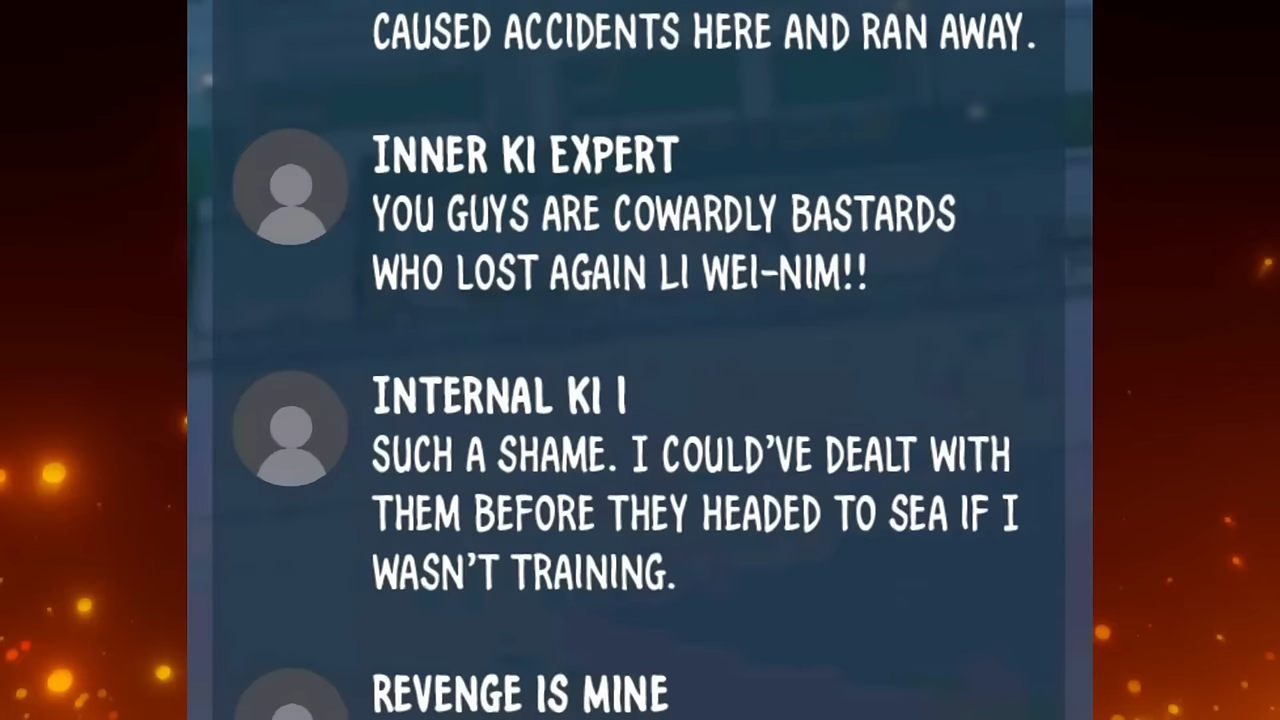 CAUSED ACCIDENTS HERE AND RAN AWAY.
INNER KI EXPERT
YOU GUYS ARE COWARDLY BASTARDS
WHO LOST AGAIN LI WEI-NIM!!
INTERNAL KI I
SUCH A SHAME. I COULD'VE DEALT WITH
THEM BEFORE THEY HEADED TO SEA IF I
WASN'T TRAINING.
REVENGE IS MINE